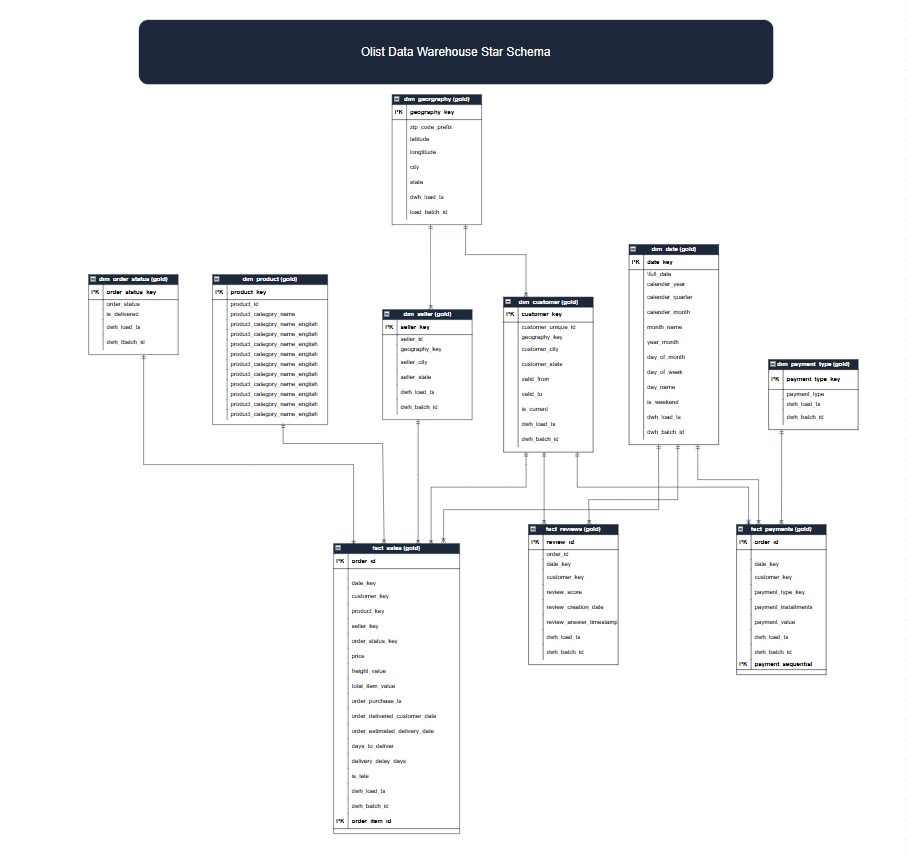 Olist Data Warehouse Star Schema
dim_georgraphy (gold)
PK geography_key
zip_code_prefix
latitude
longtitude
city
state
dwh_load_ts
load_batch_id
dim_order_status (gold)
PK order_status_key
order_status
is_delivered
dwh_load_ts
dwh_lbatch_id
dim_product (gold)
PK product_key
product_id
product_category_name
product_category_name_english
product_category_name_english
product_category_name_english
product_category_name_english
product_category_name_english
product_category_name_english
product_category_name_english
product_category_name_english
product_category_name_english
product_category_name_english
dim_seller (gold)
PK seller_key
seller_id
geography_key
seller_city
seller_state
dwh_load_ts
dwh_batch_id
dim_customer (gold)
PK customer_key
customer_unique_id
geography_key
customer_city
customer_state
valid_from
valid_to
is_current
dwh_load_ts
dwh_batch_id
dim_date (gold)
PK date_key
\full_date
calender_year
calender_quarter
calender_month
month_name
year_month
day_of_month
day_of_week
day_name
is_weekend
dwh_load_ts
dwh_batch_id
dim_payment_type (gold)
PK payment_type_key
payment_type
dwh_load_ts
dwh_batch_id
fact_sales (gold)
PK order_id
date_key
customer_key
product_key
seller_key
order_status_key
price
freight_value
total_item_value
order_purchase_ts
order_delivered_customer_date
order_estimated_delivery_date
days_to_deliver
delivery_delay_days
is_late
dwh_load_ts
dwh_batch_id
PK order_item_id
fact_reviews (gold)
PK review_id
order_id
date_key
customer_key
review_score
review_creation_date
review_answer_timestamp
dwh_load_ts
dwh_batch_id
fact_payments (gold)
PK order_id
date_key
customer_key
payment_type_key
payment_installments
payment_value
dwh_load_ts
dwh_batch_id
PK payment_sequential